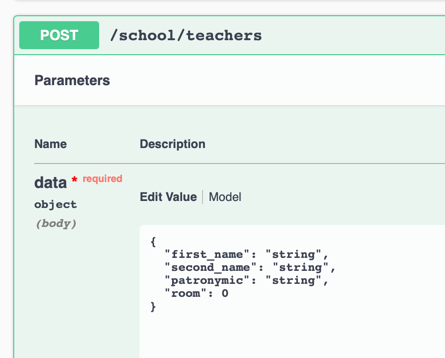 POST /school/teachers
Parameters
Name Description
data * required
object
(body)
Edit Value | Model
{
  "first_name": "string",
  "second_name": "string",
  "patronymic": "string",
  "room": 0
}